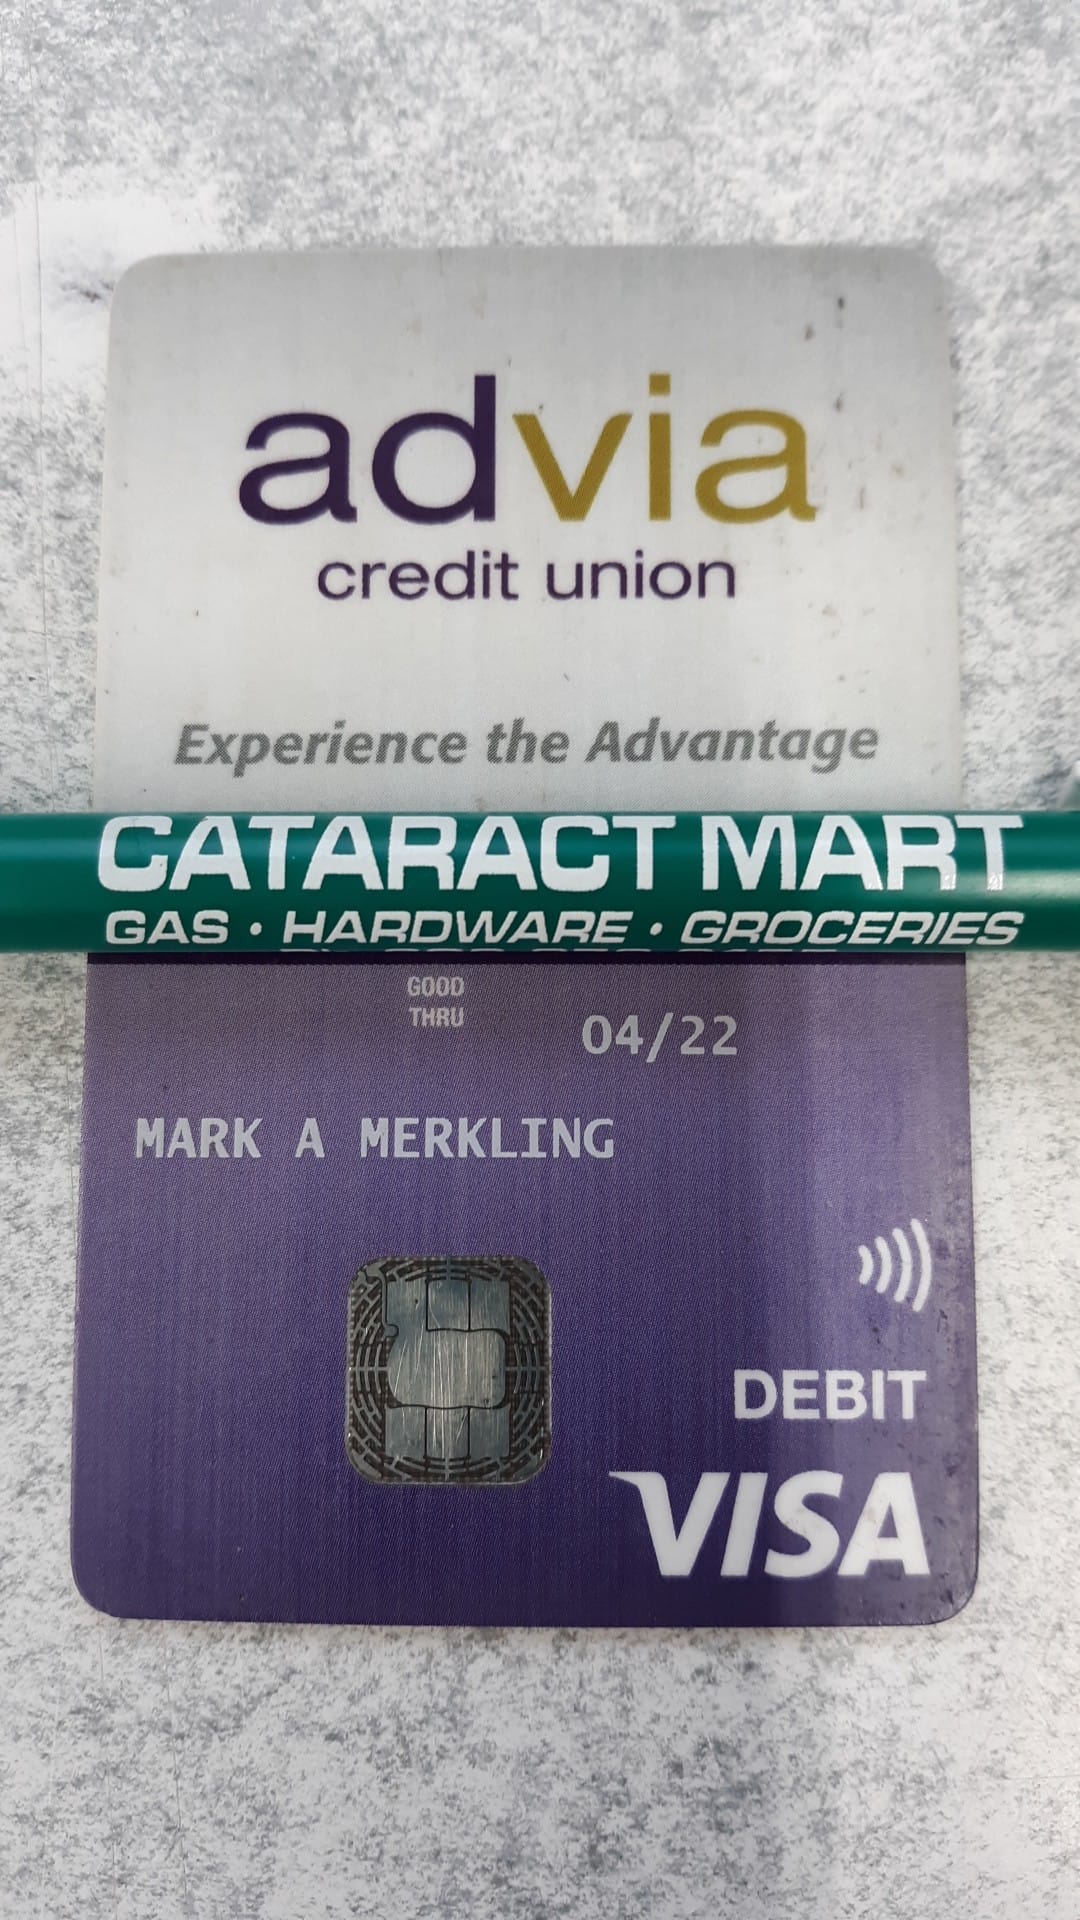 advia
credit union
Experience the Advantage
CATARACT MART
GAS • HARDWARE • GROCERIES
GOOD
THRU
04/22
MARK A MERKLING
DEBIT
VISA